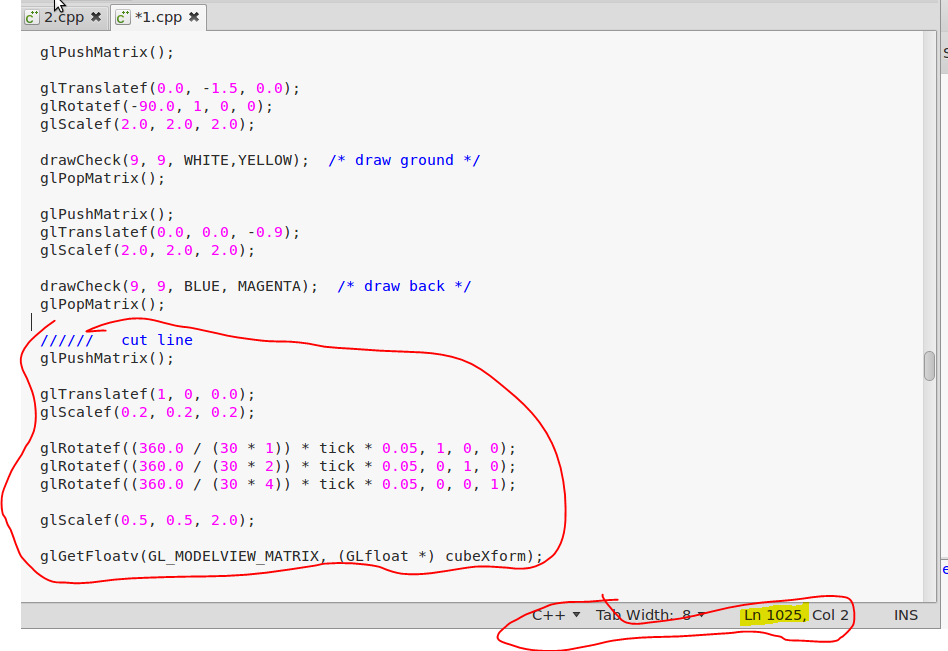 2.cpp ✖ *1.cpp ✖
glPushMatrix();
glTranslatef(0.0, -1.5, 0.0);
glRotatef(-90.0, 1, 0, 0);
glScalef(2.0, 2.0, 2.0);
drawCheck(9, 9, WHITE,YELLOW);  /* draw ground */
glPopMatrix();
glPushMatrix();
glTranslatef(0.0, 0.0, -0.9);
glScalef(2.0, 2.0, 2.0);
drawCheck(9, 9, BLUE, MAGENTA);  /* draw back */
glPopMatrix();
//////   cut line
glPushMatrix();
glTranslatef(1, 0, 0.0);
glScalef(0.2, 0.2, 0.2);
glRotatef((360.0 / (30 * 1)) * tick * 0.05, 1, 0, 0);
glRotatef((360.0 / (30 * 2)) * tick * 0.05, 0, 1, 0);
glRotatef((360.0 / (30 * 4)) * tick * 0.05, 0, 0, 1);
glScalef(0.5, 0.5, 2.0);
glGetFloatv(GL_MODELVIEW_MATRIX, (GLfloat *) cubeXform);
C++ Tab Width: 8 Ln 1025, Col 2 INS